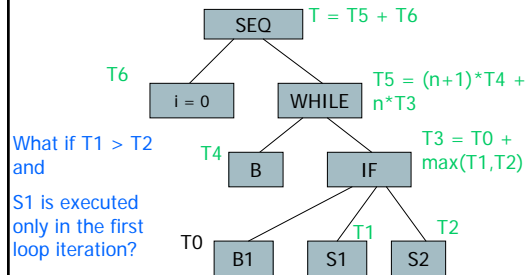 SEQ
T = T5 + T6
T6
i = 0
WHILE
T5 = (n+1)*T4 +
n*T3
What if T1 > T2
and
S1 is executed
only in the first
loop iteration?
T4
B
IF
T3 = T0 +
max(T1,T2)
T0
B1
T1
S1
T2
S2